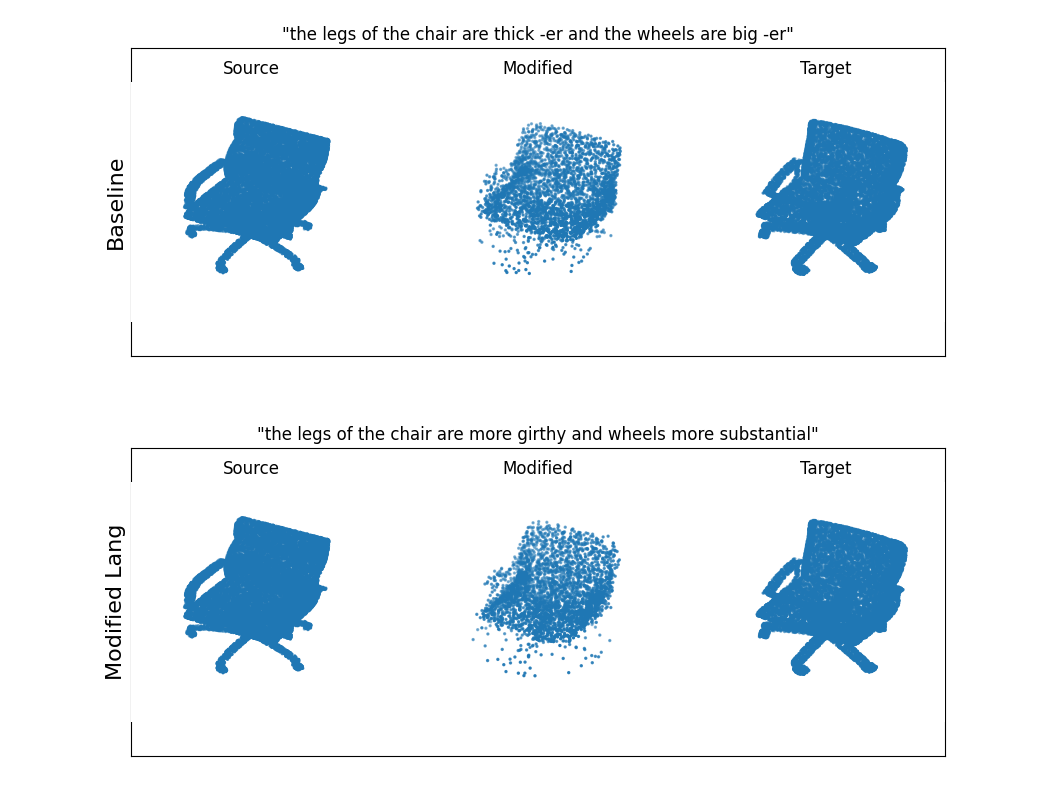 "the legs of the chair are thick -er and the wheels are big -er"
Source Modified Target
Baseline
"the legs of the chair are more girthy and wheels more substantial"
Source Modified Target
Modified Lang